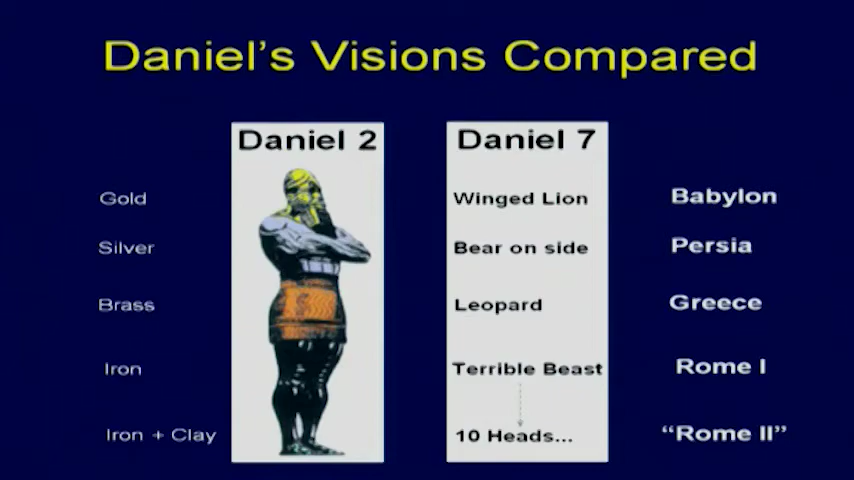 Daniel's Visions Compared
Daniel 2
Daniel 7
Gold
Winged Lion
Babylon
Silver
Bear on side
Persia
Brass
Leopard
Greece
Iron
Terrible Beast
Rome I
Iron + Clay
10 Heads...
“Rome II”